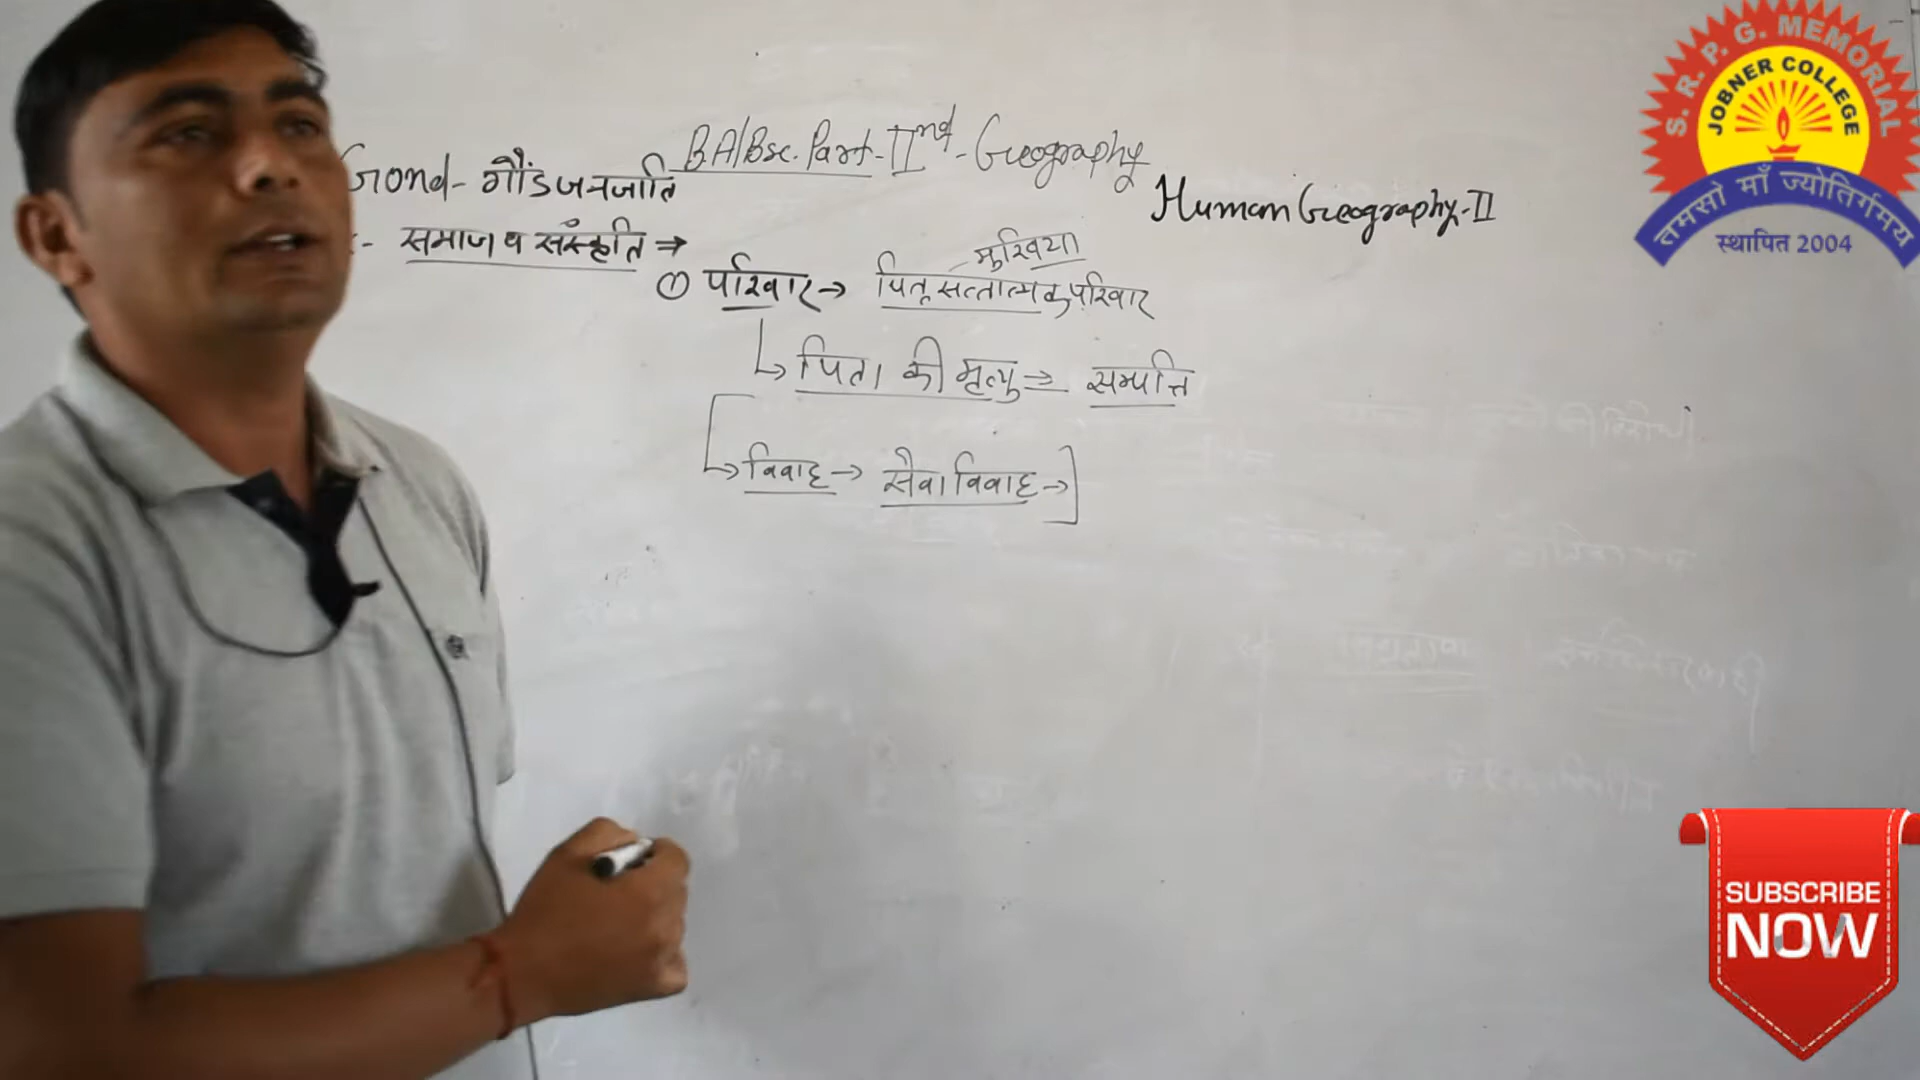 B.A/Bsc. Part-IInd-Geography
Gond- गौंड जनजाति
Human Geography-II
:- समाज व संस्कृति ⇒
मुखिया
① परिवार → पितृसत्तात्मक परिवार
पिता की मृत्यु ⇒ सम्पत्ति
→ विवाह → सेवा विवाह →
S. R. P. G. MEMORIAL
JOBNER COLLEGE
तमसो माँ ज्योतिर्गमय
स्थापित 2004
SUBSCRIBE
NOW